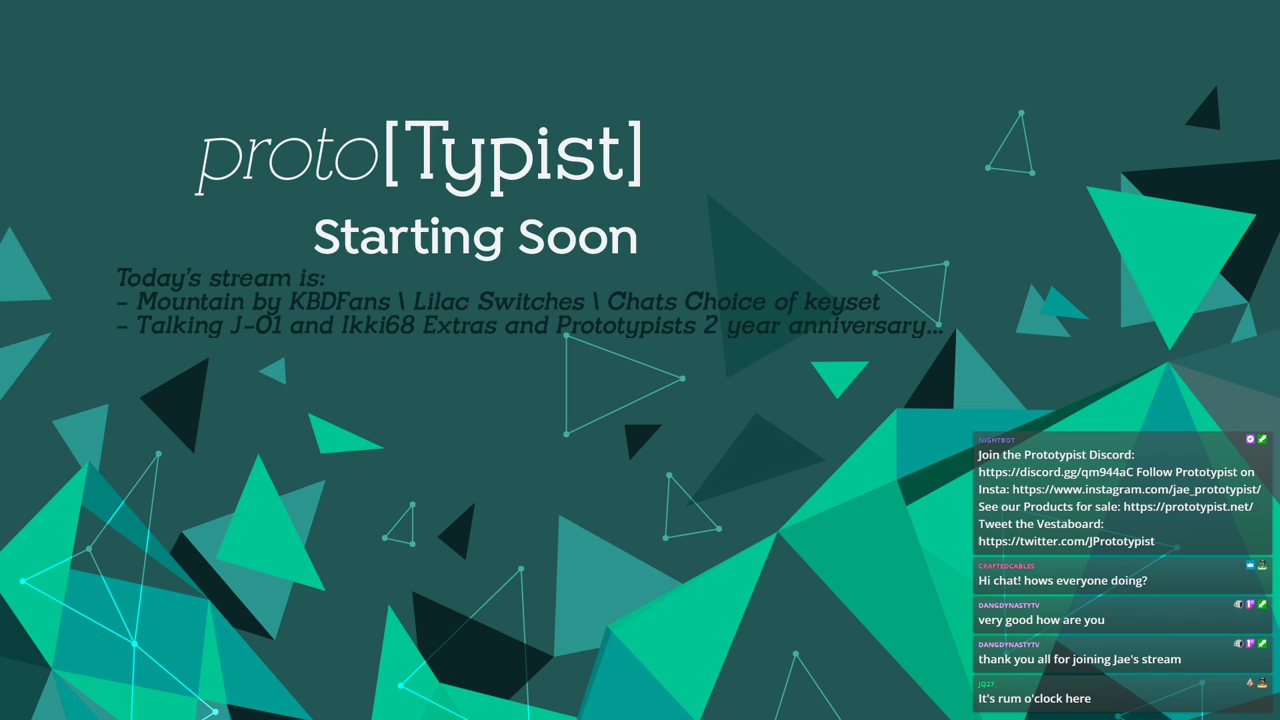 proto[Typist]
Starting Soon
Today's stream is:
- Mountain by KBDFans \ Lilac Switches \ Chats Choice of keyset
- Talking J-01 and Ikki68 Extras and Prototypists 2 year anniversary...
NIGHTBOT
Join the Prototypist Discord:
https://discord.gg/qm944aC Follow Prototypist on
Insta: https://www.instagram.com/jae_prototypist/
See our Products for sale: https://prototypist.net/
Tweet the Vestaboard:
https://twitter.com/JPrototypist
CRAFTEDCABLES
Hi chat! hows everyone doing?
DANGDYNASTYTV
very good how are you
DANGDYNASTYTV
thank you all for joining Jae's stream
JQ27
It's rum o'clock here